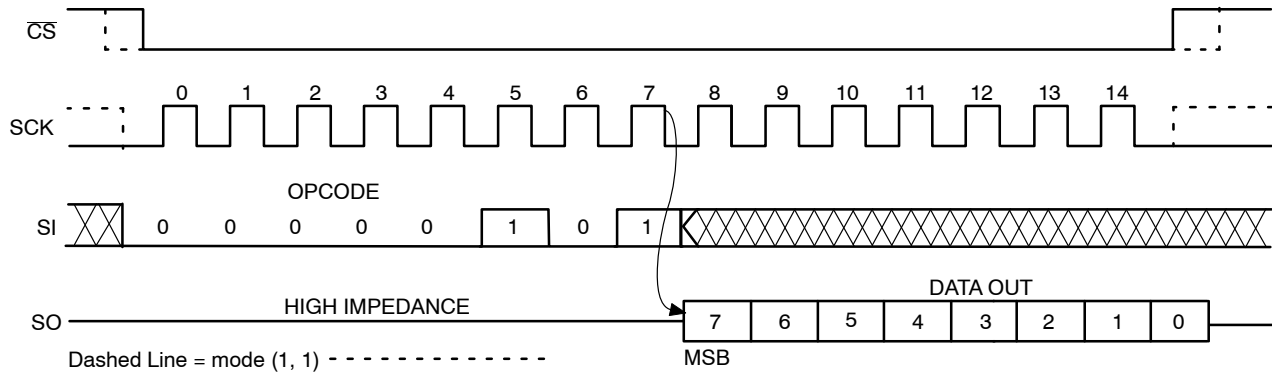 CS
0 1 2 3 4 5 6 7 8 9 10 11 12 13 14
SCK
OPCODE
SI 0 0 0 0 0 1 0 1
DATA OUT
HIGH IMPEDANCE
SO 7 6 5 4 3 2 1 0
Dashed Line = mode (1, 1) MSB